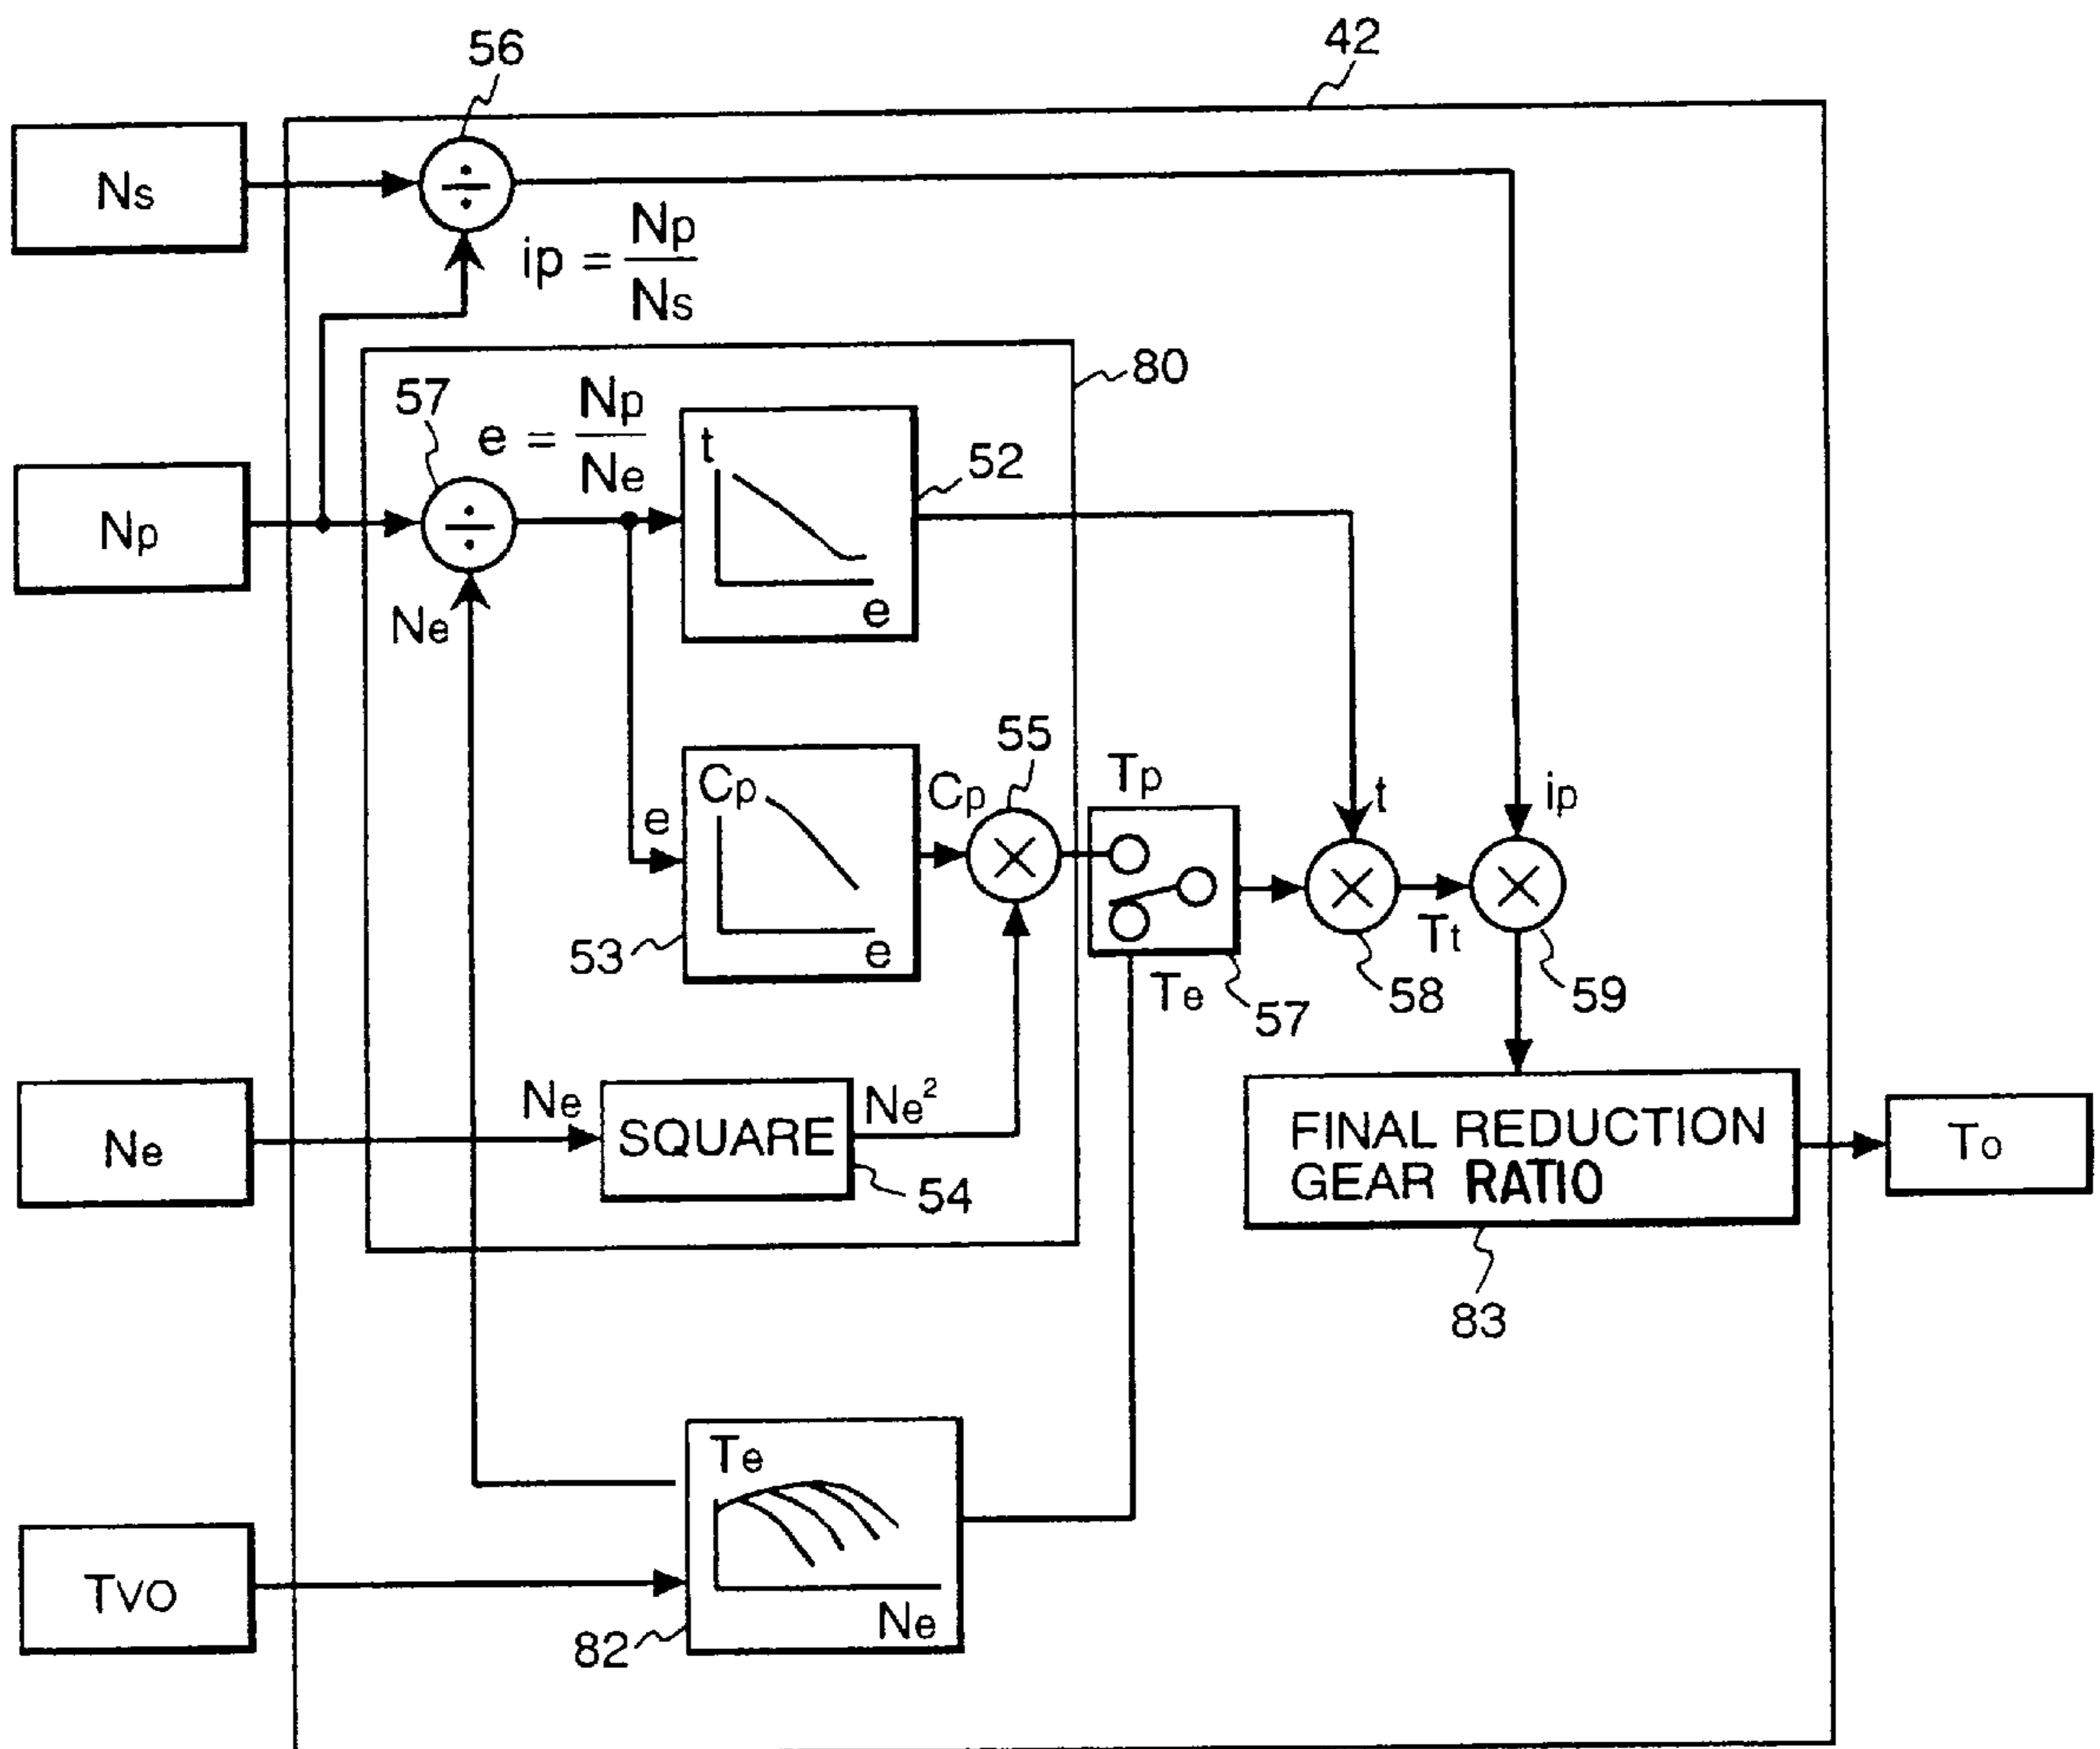 56
42
Ns
ip = Np
Ns
80
57
e = Np
Ne
t
52
Np
e
Ne
55
Cp
Cp
Tp
t
ip
e
53
e
Te
57
Tt
58
59
Ne
Ne
SQUARE
Ne²
54
FINAL REDUCTION
GEAR RATIO
To
83
Te
TVO
Ne
82